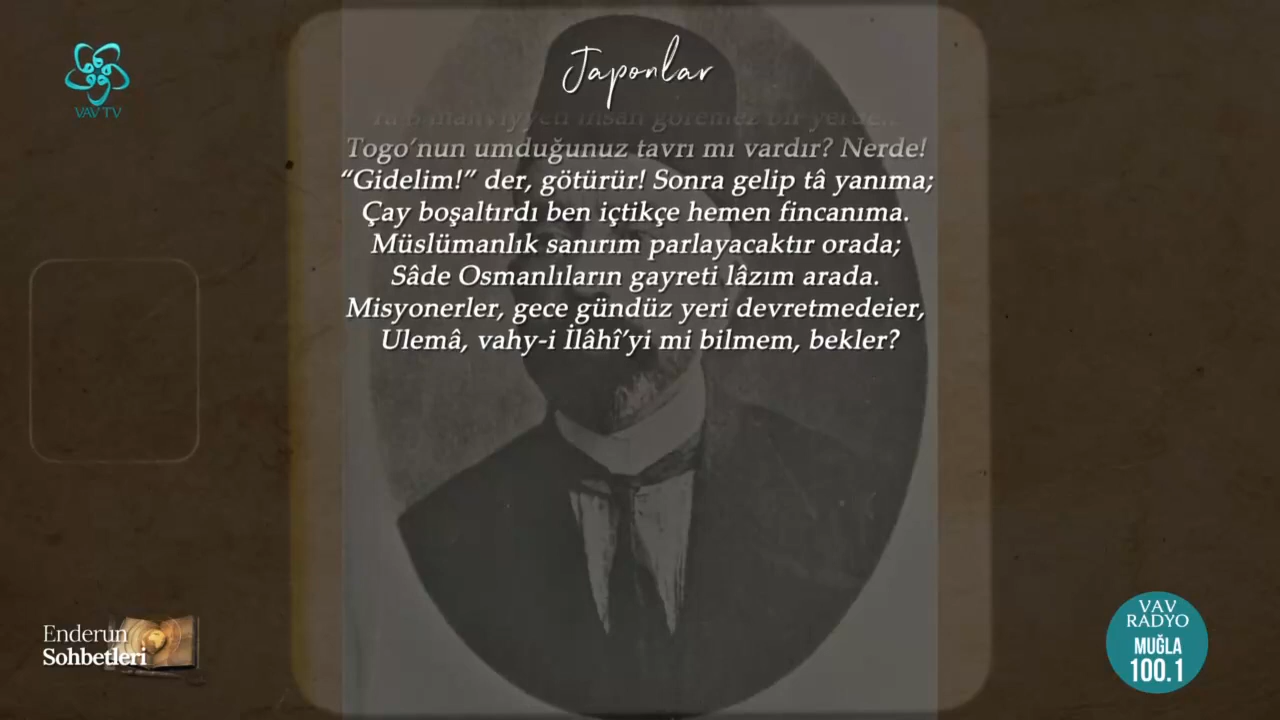 Japonlar
VAV TV
Togo’nun umduğunuz tavrı mı vardır? Nerde!
“Gidelim!” der, götürür! Sonra gelip tâ yanıma;
Çay boşaltırdı ben içtikçe hemen fincanıma.
Müslümanlık sanırım parlayacaktır orada;
Sâde Osmanlıların gayreti lâzım arada.
Misyonerler, gece gündüz yeri devretmedeier,
Ulemâ, vahy-i İlâhî’yi mi bilmem, bekler?
Enderun
Sohbetleri
VAV
RADYO
MUĞLA
100.1